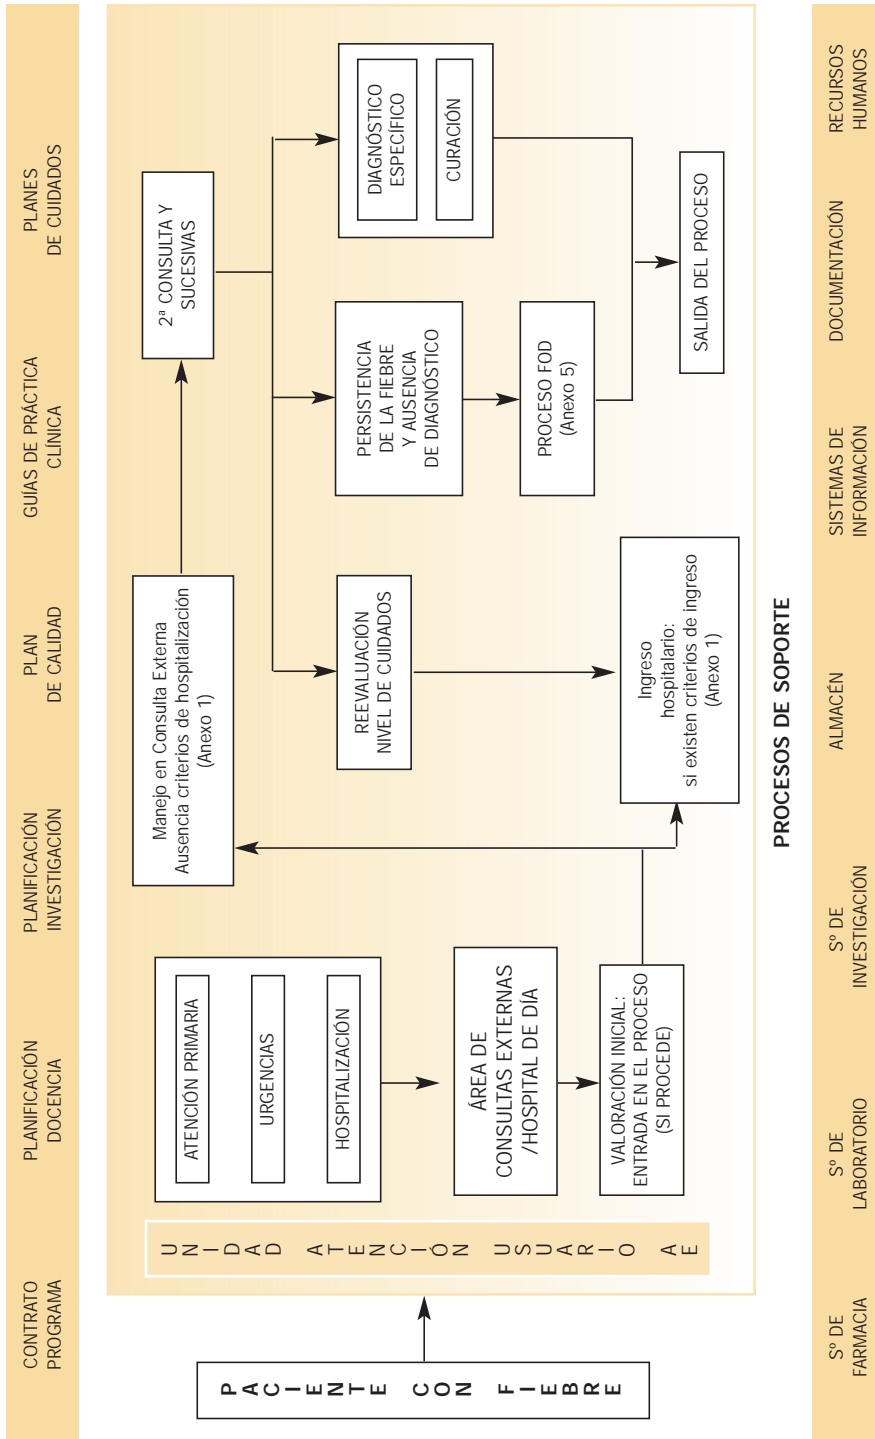 CONTRATO
PROGRAMA
PLANIFICACIÓN
DOCENCIA
PLANIFICACIÓN
INVESTIGACIÓN
PLAN
DE CALIDAD
GUÍAS DE PRÁCTICA
CLÍNICA
PLANES
DE CUIDADOS
PACIENTE CON FIEBRE
UNIDAD ATENCIÓN USUARIO AE
ATENCIÓN PRIMARIA
URGENCIAS
HOSPITALIZACIÓN
ÁREA DE
CONSULTAS EXTERNAS
/HOSPITAL DE DÍA
VALORACIÓN INICIAL:
ENTRADA EN EL PROCESO
(SI PROCEDE)
Manejo en Consulta Externa
Ausencia criterios de hospitalización
(Anexo 1)
2ª CONSULTA Y
SUCESIVAS
REEVALUACIÓN
NIVEL DE CUIDADOS
PERSISTENCIA
DE LA FIEBRE
Y AUSENCIA
DE DIAGNÓSTICO
DIAGNÓSTICO
ESPECÍFICO
CURACIÓN
PROCESO FOD
(Anexo 5)
Ingreso
hospitalario:
si existen criterios de ingreso
(Anexo 1)
SALIDA DEL PROCESO
PROCESOS DE SOPORTE
Sº DE
FARMACIA
Sº DE
LABORATORIO
Sº DE
INVESTIGACIÓN
ALMACÉN
SISTEMAS DE
INFORMACIÓN
DOCUMENTACIÓN
RECURSOS
HUMANOS